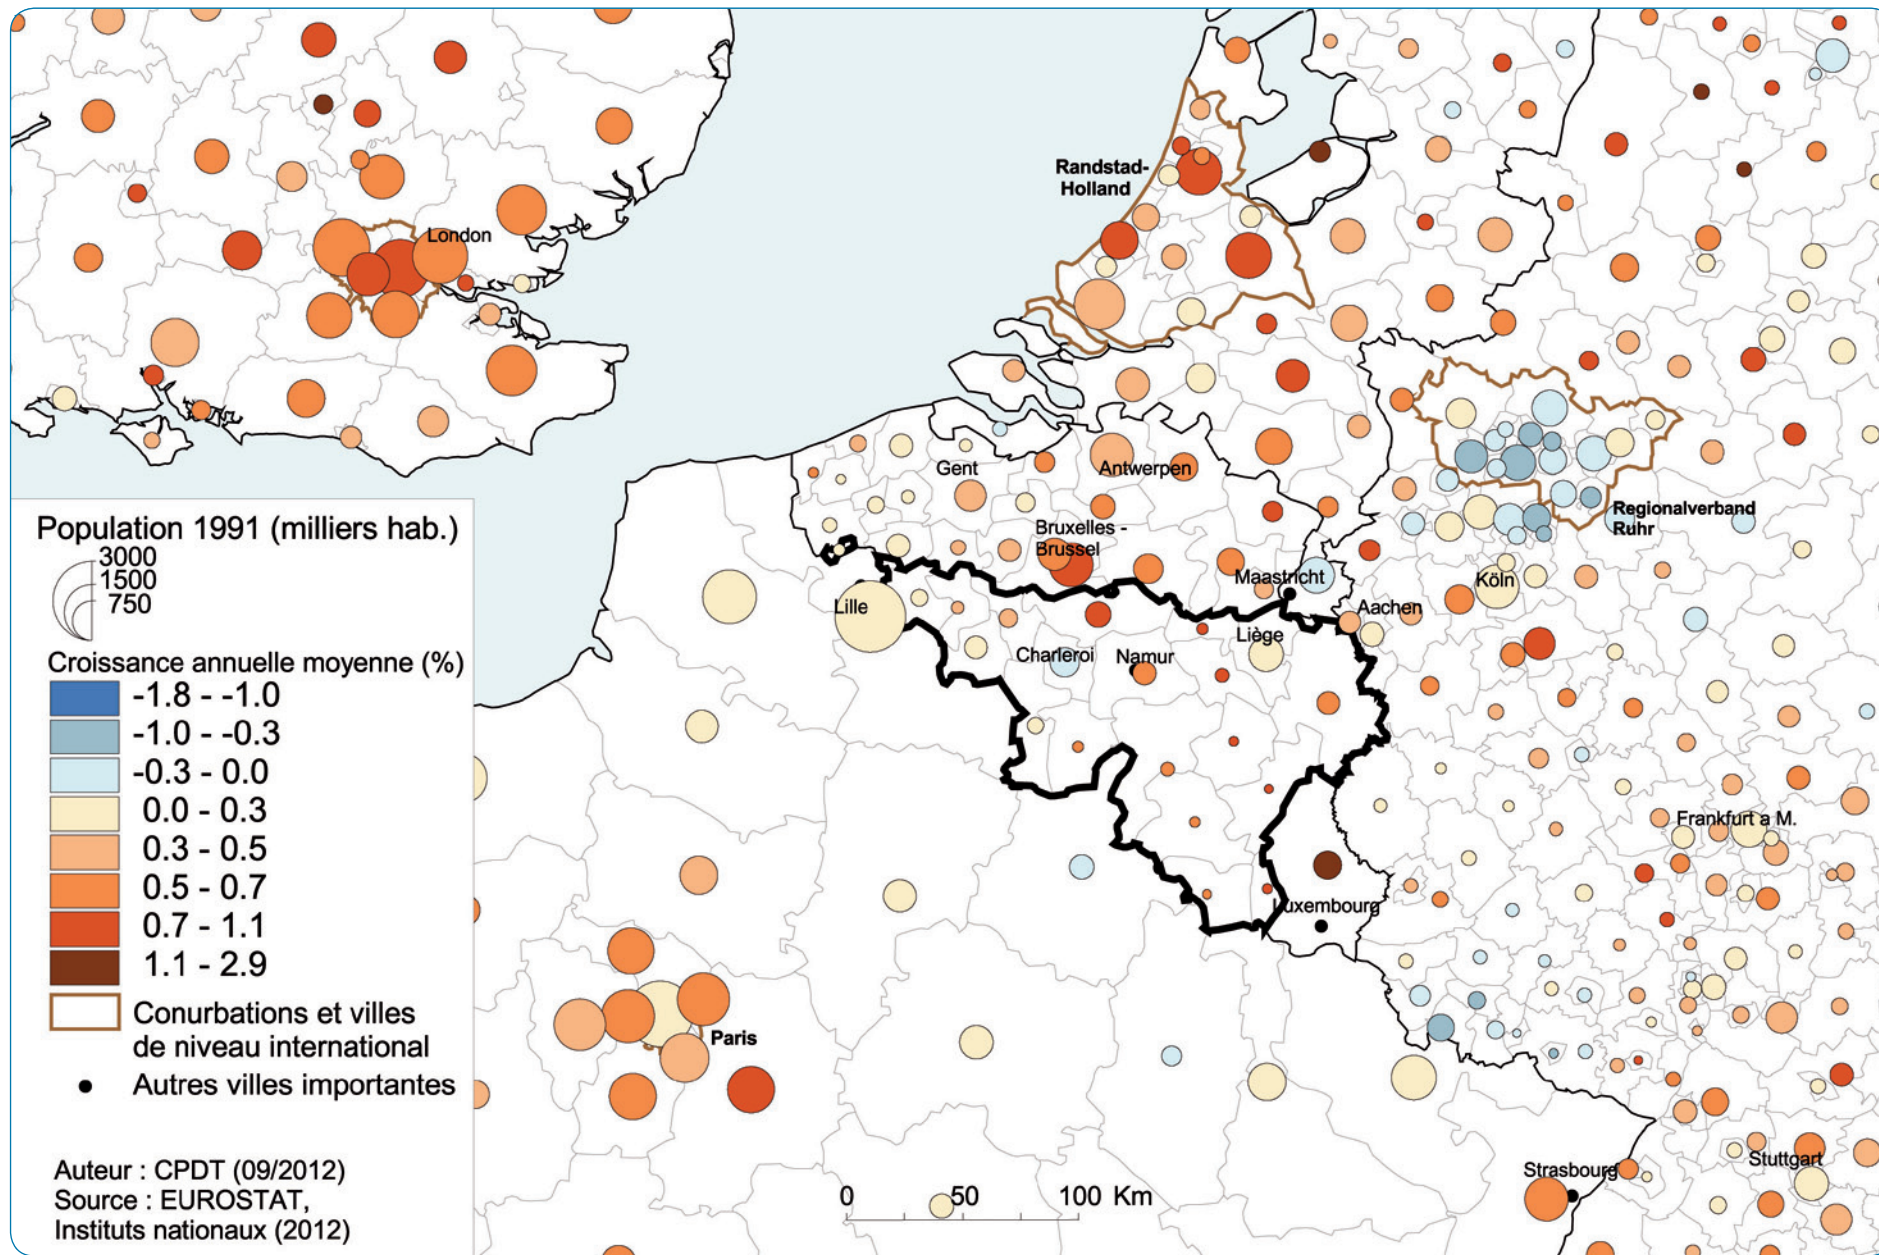 London
Randstad-
Holland
Gent
Antwerpen
Bruxelles -
Brussel
Maastricht
Lille
Aachen
Köln
Regionalverband
Ruhr
Charleroi
Namur
Liège
Frankfurt a M.
Luxembourg
Paris
Strasbourg
Stuttgart
Population 1991 (milliers hab.)
3000
1500
750
Croissance annuelle moyenne (%)
-1.8 - -1.0
-1.0 - -0.3
-0.3 - 0.0
0.0 - 0.3
0.3 - 0.5
0.5 - 0.7
0.7 - 1.1
1.1 - 2.9
Conurbations et villes
de niveau international
Autres villes importantes
Auteur : CPDT (09/2012)
Source : EUROSTAT,
Instituts nationaux (2012)
0 50 100 Km